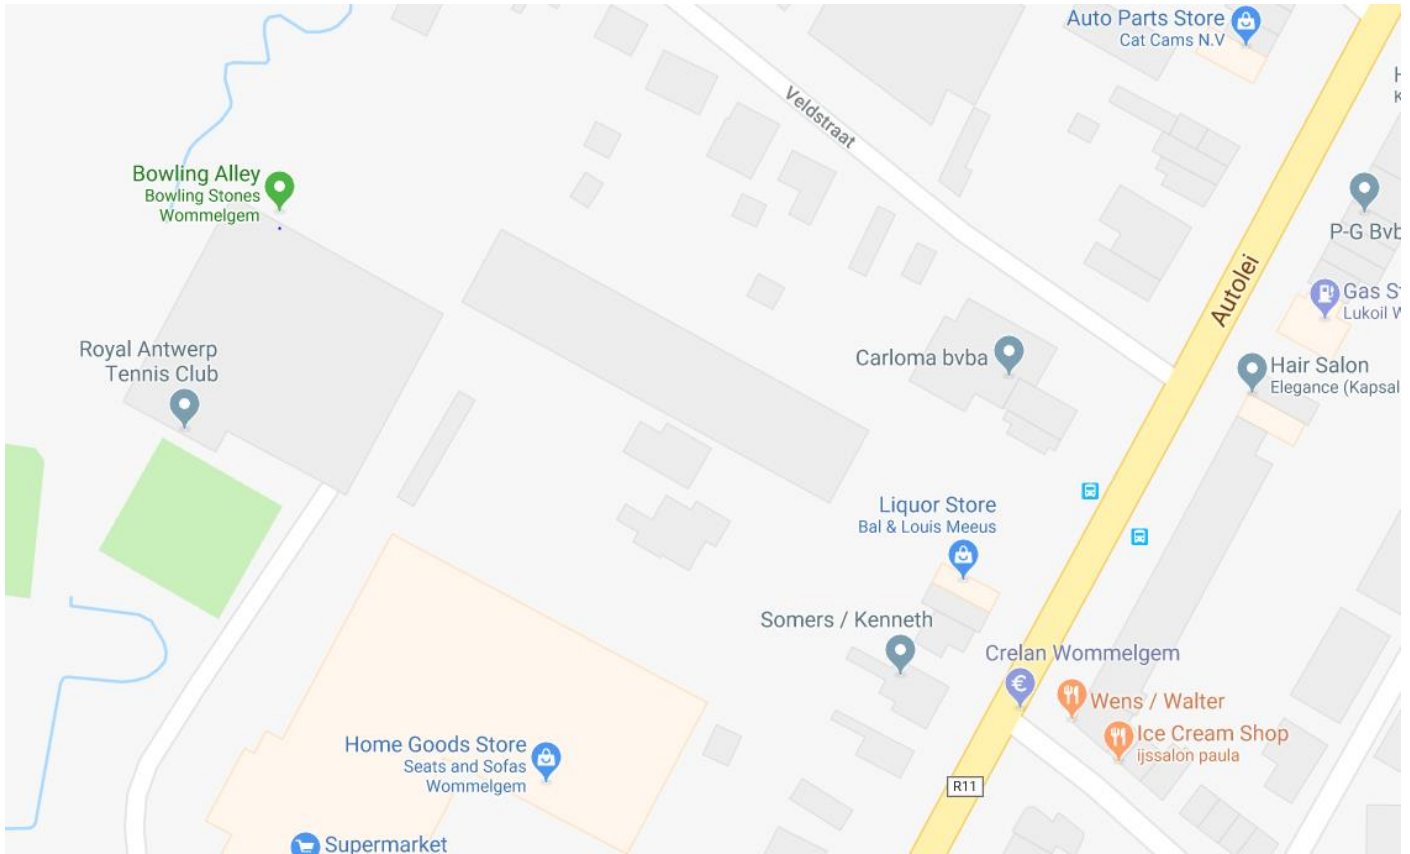 Auto Parts Store
Cat Cams N.V
Veldstraat
Bowling Alley
Bowling Stones
Wommelgem
P-G Bvb
Autolei
Gas St
Lukoil W
Royal Antwerp
Tennis Club
Carloma bvba
Hair Salon
Elegance (Kapsal
Liquor Store
Bal & Louis Meeus
Somers / Kenneth
Crelan Wommelgem
Wens / Walter
Ice Cream Shop
ijssalon paula
Home Goods Store
Seats and Sofas
Wommelgem
R11
Supermarket